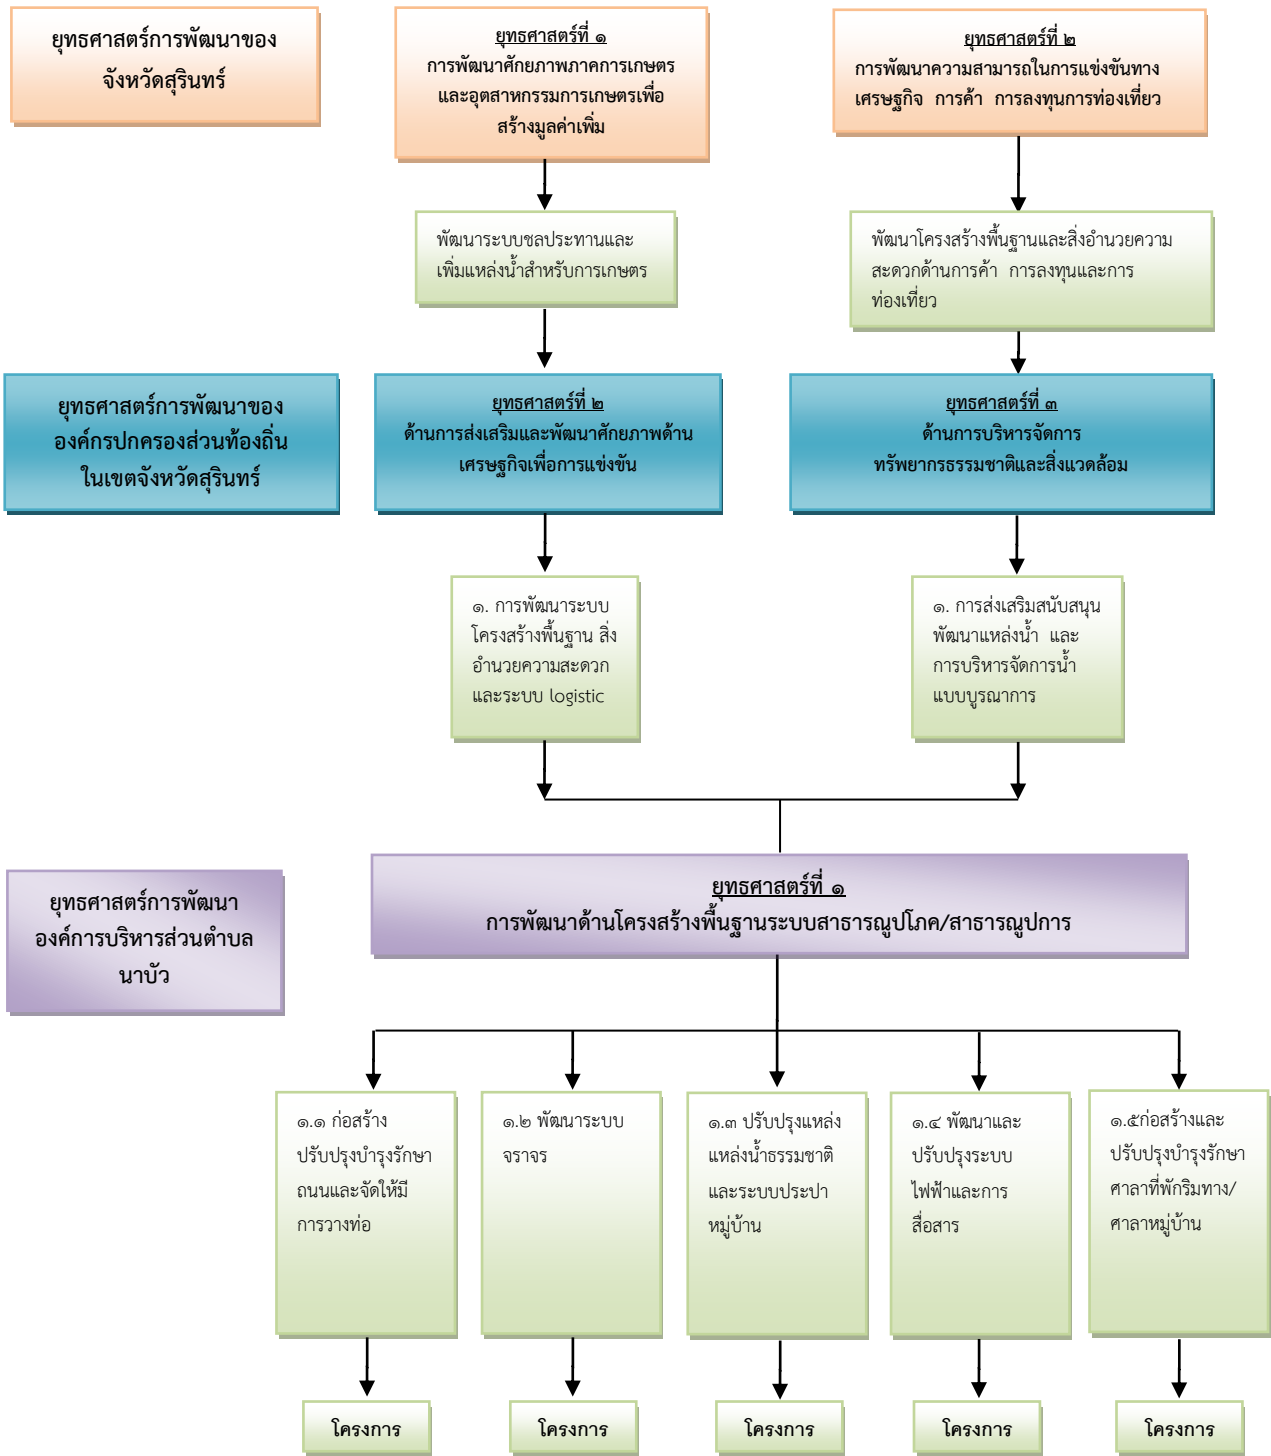 ยุทธศาสตร์การพัฒนาของ
จังหวัดสุรินทร์
ยุทธศาสตร์ที่ ๑
การพัฒนาศักยภาพภาคการเกษตร
และอุตสาหกรรมการเกษตรเพื่อ
สร้างมูลค่าเพิ่ม
ยุทธศาสตร์ที่ ๒
การพัฒนาความสามารถในการแข่งขันทาง
เศรษฐกิจ การค้า การลงทุนการท่องเที่ยว
พัฒนาระบบชลประทานและ
เพิ่มแหล่งน้ำสำหรับการเกษตร
พัฒนาโครงสร้างพื้นฐานและสิ่งอำนวยความ
สะดวกด้านการค้า การลงทุนและการ
ท่องเที่ยว
ยุทธศาสตร์การพัฒนาของ
องค์กรปกครองส่วนท้องถิ่น
ในเขตจังหวัดสุรินทร์
ยุทธศาสตร์ที่ ๒
ด้านการส่งเสริมและพัฒนาศักยภาพด้าน
เศรษฐกิจเพื่อการแข่งขัน
ยุทธศาสตร์ที่ ๓
ด้านการบริหารจัดการ
ทรัพยากรธรรมชาติและสิ่งแวดล้อม
๑. การพัฒนาระบบ
โครงสร้างพื้นฐาน สิ่ง
อำนวยความสะดวก
และระบบ logistic
๑. การส่งเสริมสนับสนุน
พัฒนาแหล่งน้ำ และ
การบริหารจัดการน้ำ
แบบบูรณาการ
ยุทธศาสตร์การพัฒนา
องค์การบริหารส่วนตำบล
นาบัว
ยุทธศาสตร์ที่ ๑
การพัฒนาด้านโครงสร้างพื้นฐานระบบสาธารณูปโภค/สาธารณูปการ
๑.๑ ก่อสร้าง
ปรับปรุงบำรุงรักษา
ถนนและจัดให้มี
การวางท่อ
๑.๒ พัฒนาระบบ
จราจร
๑.๓ ปรับปรุงแหล่ง
แหล่งน้ำธรรมชาติ
และระบบประปา
หมู่บ้าน
๑.๔ พัฒนาและ
ปรับปรุงระบบ
ไฟฟ้าและการ
สื่อสาร
๑.๕ก่อสร้างและ
ปรับปรุงบำรุงรักษา
ศาลาที่พักริมทาง/
ศาลาหมู่บ้าน
โครงการ
โครงการ
โครงการ
โครงการ
โครงการ